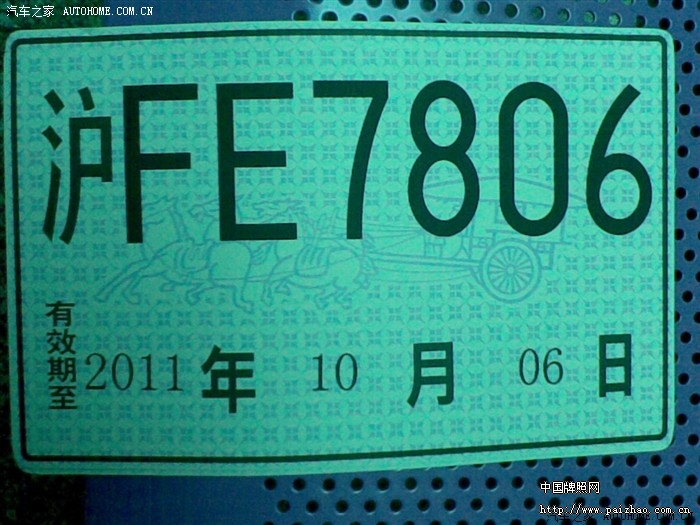 汽车之家 AUTOHOME.COM.CN
沪FE7806
有效期至 2011 年 10 月 06 日
中国牌照网
http://www.paizhao.com.cn